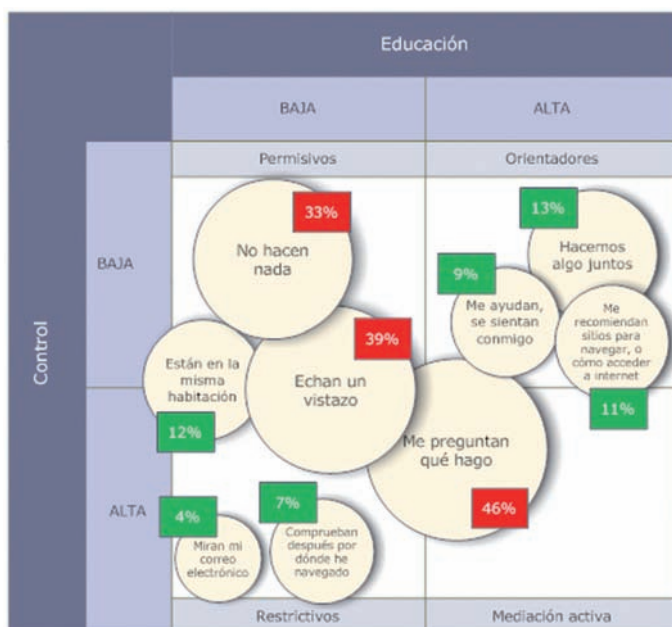 Educación
BAJA
ALTA
Permisivos
Orientadores
Control
BAJA
ALTA
33%
No hacen
nada
13%
Hacemos
algo juntos
9%
Me ayudan,
se sientan
conmigo
Me
recomiendan
sitios para
navegar, o
cómo acceder
a internet
11%
39%
Echan un
vistazo
Están en la
misma
habitación
12%
Me preguntan
qué hago
46%
4%
Miran mi
correo
electrónico
7%
Comprueban
después por
dónde he
navegado
Restrictivos
Mediación activa